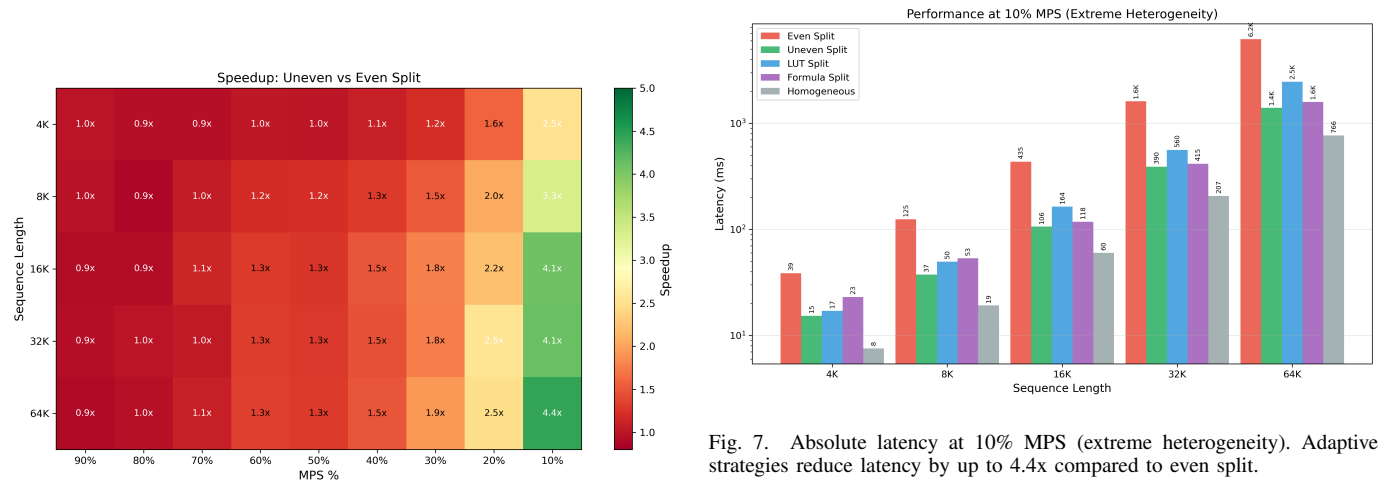 Speedup: Uneven vs Even Split
Sequence Length
4K 1.0x 0.9x 0.9x 1.0x 1.0x 1.1x 1.2x 1.6x 2.5x
8K 1.0x 0.9x 1.0x 1.2x 1.2x 1.3x 1.5x 2.0x 3.3x
16K 0.9x 0.9x 1.1x 1.3x 1.3x 1.5x 1.8x 2.2x 4.1x
32K 0.9x 1.0x 1.0x 1.3x 1.3x 1.5x 1.8x 2.5x 4.1x
64K 0.9x 1.0x 1.1x 1.3x 1.3x 1.5x 1.9x 2.5x 4.4x
90% 80% 70% 60% 50% 40% 30% 20% 10%
MPS %
5.0
4.5
4.0
3.5
3.0
2.5
2.0
1.5
1.0
Speedup
Performance at 10% MPS (Extreme Heterogeneity)
Even Split
Uneven Split
LUT Split
Formula Split
Homogeneous
Latency (ms)
10³
10²
10¹
39 15 17 23 8
125 37 50 53 19
435 106 164 118 60
1.6K 390 560 415 207
6.2K 1.4K 2.5K 1.6K 766
4K 8K 16K 32K 64K
Sequence Length
Fig. 7. Absolute latency at 10% MPS (extreme heterogeneity). Adaptive
strategies reduce latency by up to 4.4x compared to even split.